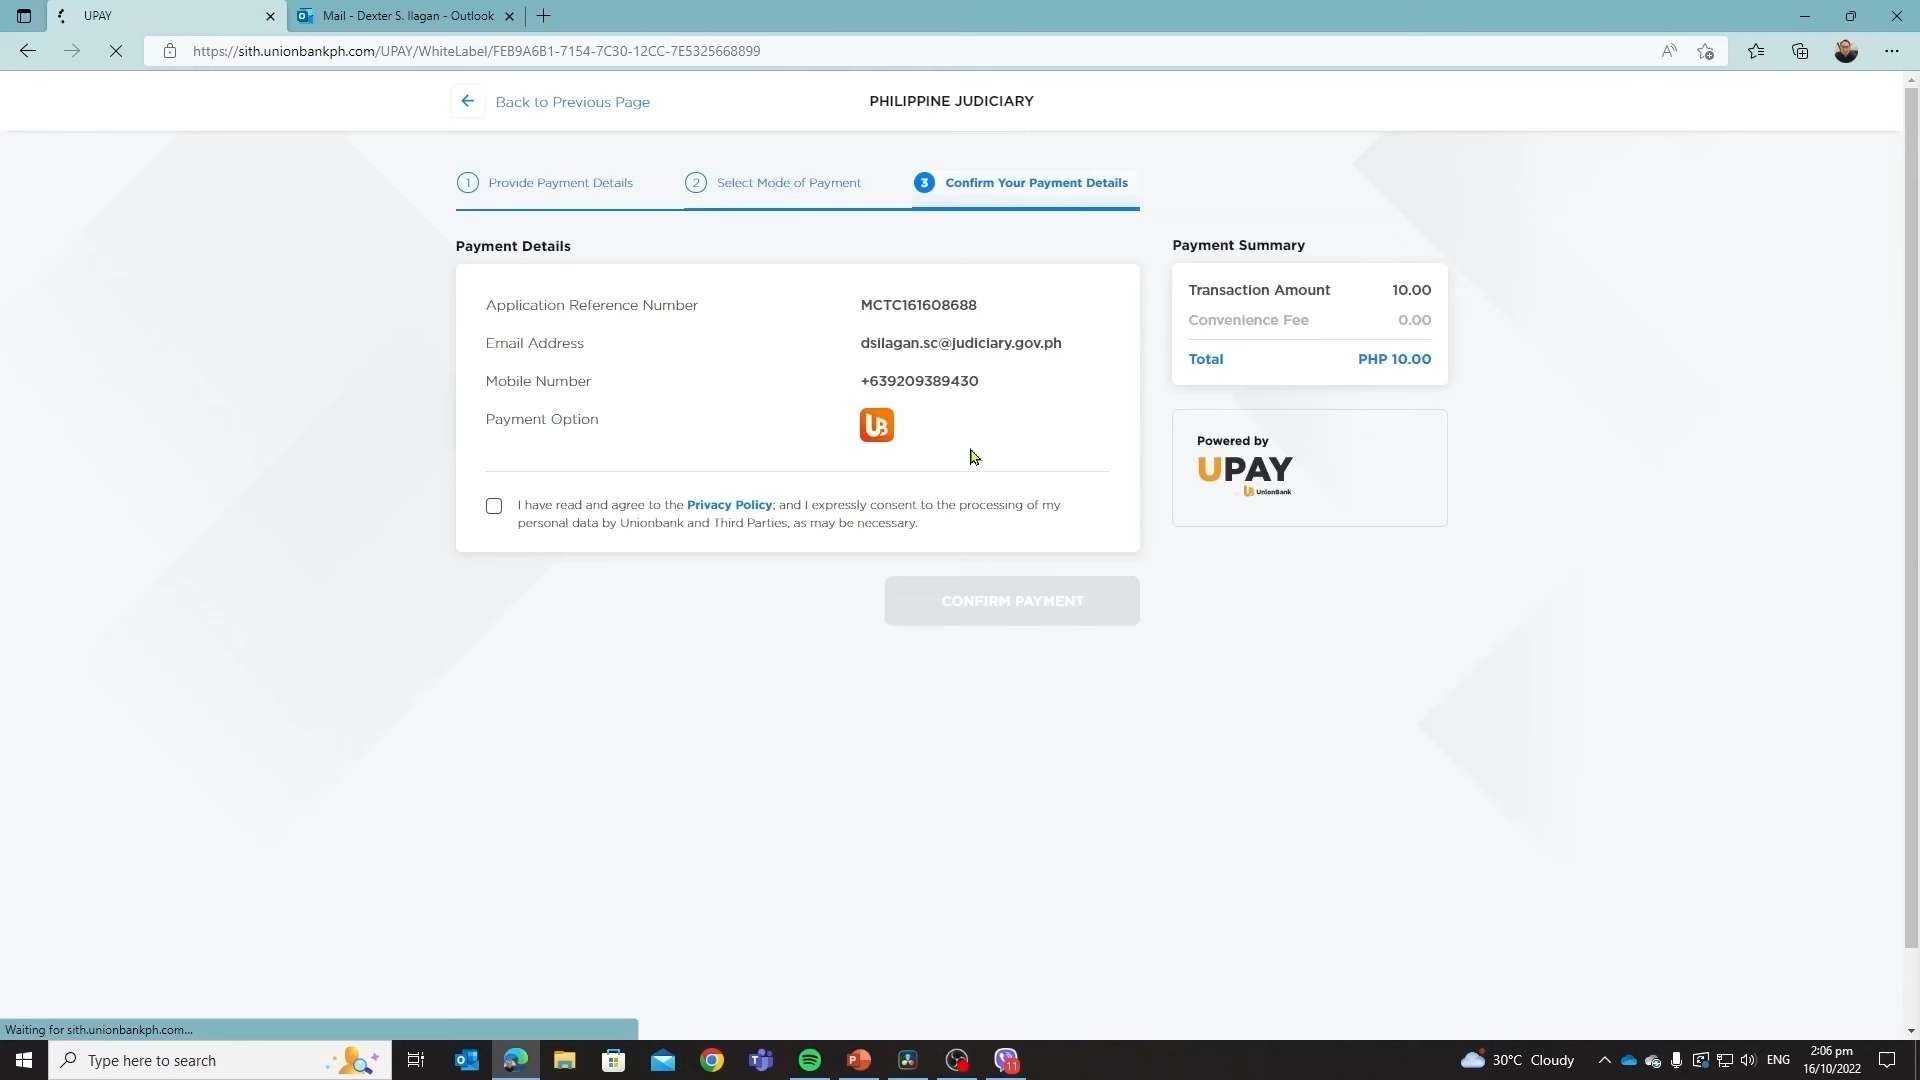 UPAY
Mail - Dexter S. Ilagan - Outlook
https://sith.unionbankph.com/UPAY/WhiteLabel/FEB9A6B1-7154-7C30-12CC-7E5325668899
Back to Previous Page
PHILIPPINE JUDICIARY
1 Provide Payment Details
2 Select Mode of Payment
3 Confirm Your Payment Details
Payment Details
Application Reference Number MCTC161608688
Email Address dsilagan.sc@judiciary.gov.ph
Mobile Number +639209389430
Payment Option UB
I have read and agree to the Privacy Policy; and I expressly consent to the processing of my
personal data by Unionbank and Third Parties, as may be necessary.
CONFIRM PAYMENT
Payment Summary
Transaction Amount 10.00
Convenience Fee 0.00
Total PHP 10.00
Powered by
UPAY
UnionBank
Waiting for sith.unionbankph.com...
Type here to search
11
30°C Cloudy
ENG
2:06 pm
16/10/2022